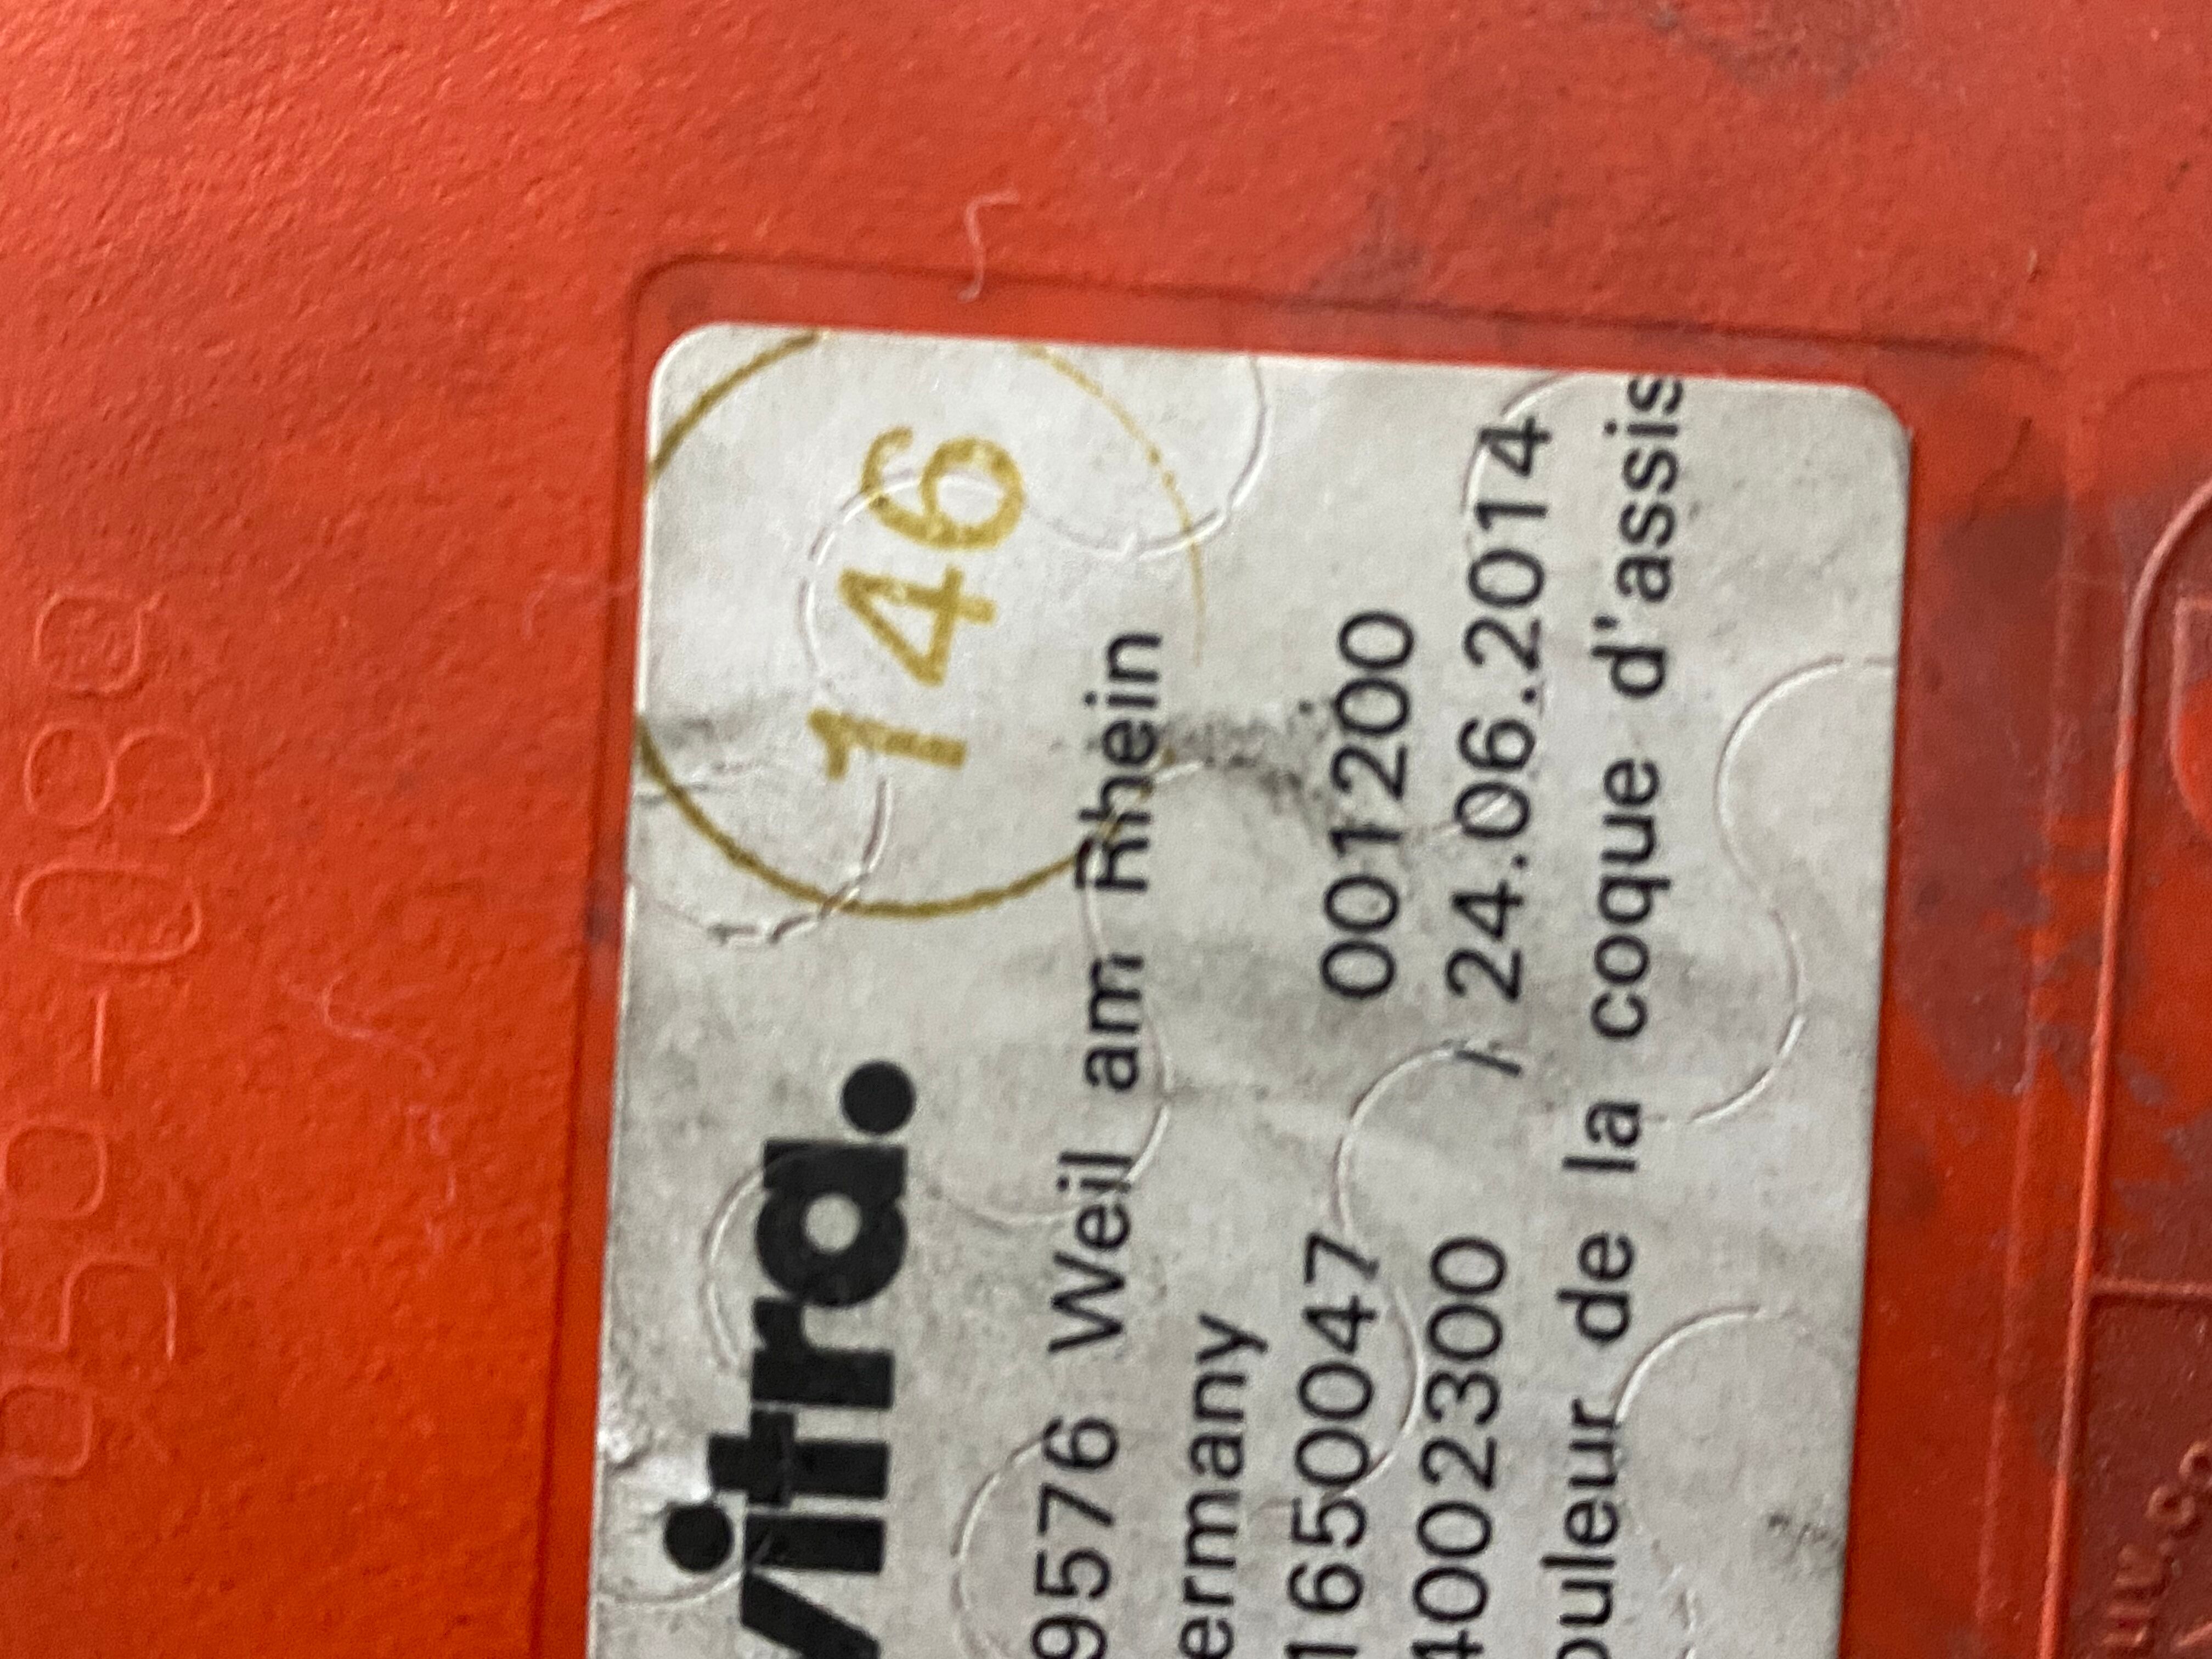 146
vitra.
9576 Weil am Rhein
ermany
1650047 001200
4002300 / 24.06.2014
ouleur de la coque d'assis